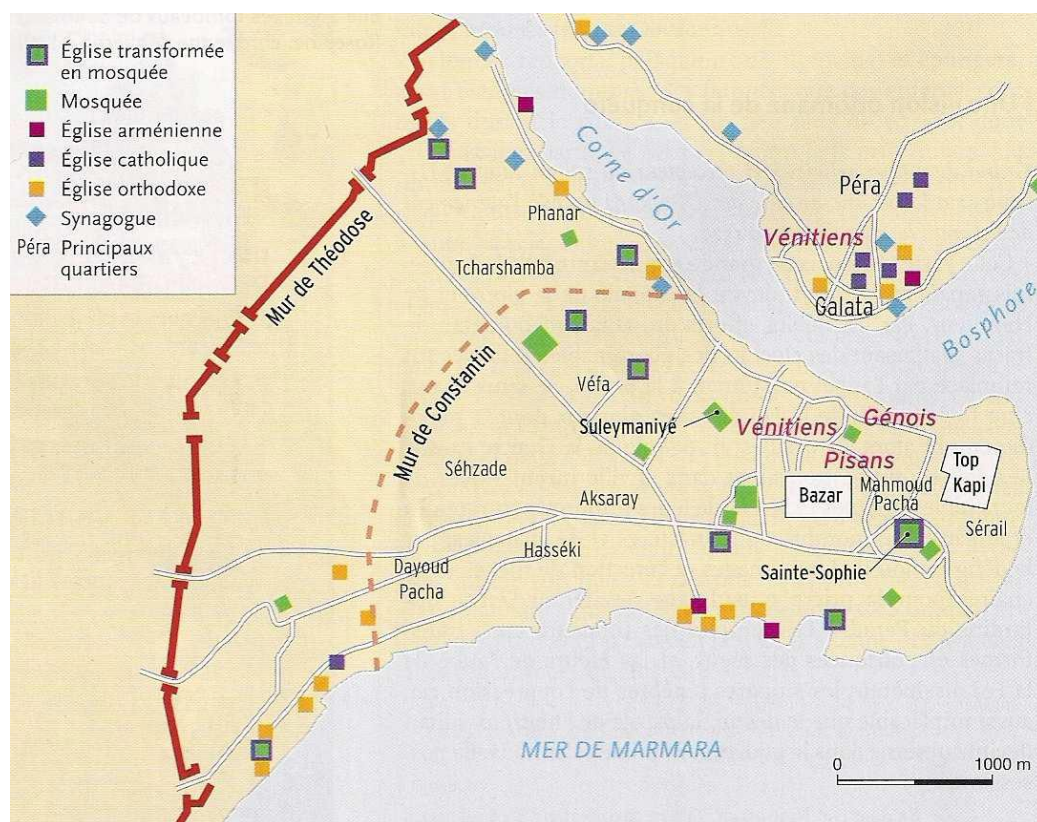 Église transformée
en mosquée
Mosquée
Église arménienne
Église catholique
Église orthodoxe
Synagogue
Péra Principaux
quartiers
Mur de Théodose
Mur de Constantin
Corne d'Or
Péra
Vénitiens
Galata
Bosphore
Phanar
Tcharshamba
Véfa
Suleymaniyé
Vénitiens
Génois
Pisans
Séhzade
Aksaray
Bazar
Mahmoud
Pacha
Top
Kapi
Sérail
Hasséki
Dayoud
Pacha
Sainte-Sophie
MER DE MARMARA
0 1000 m